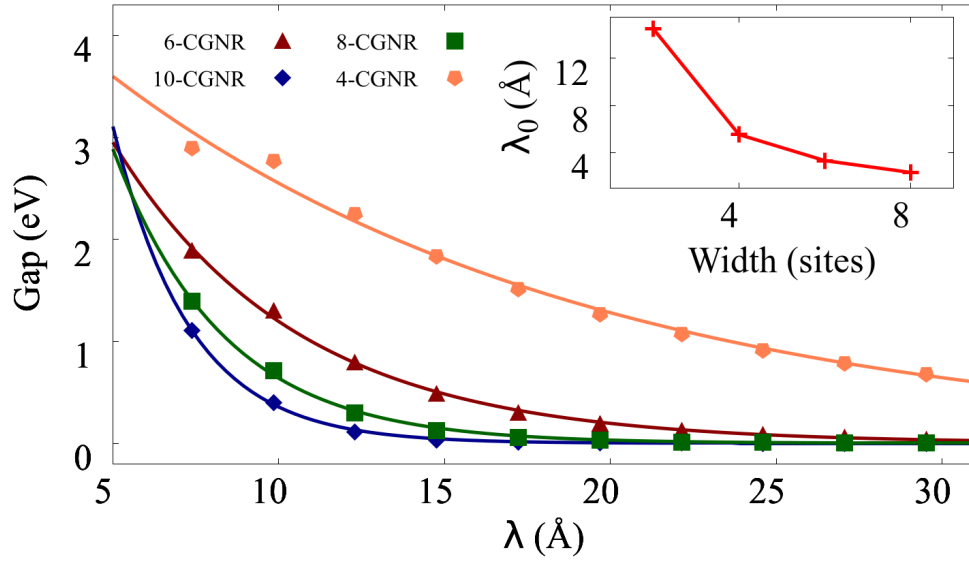 4
3
2
1
0
Gap (eV)
6-CGNR
8-CGNR
10-CGNR
4-CGNR
12
8
4
λ0 (Å)
4
8
Width (sites)
5
10
15
20
25
30
λ (Å)